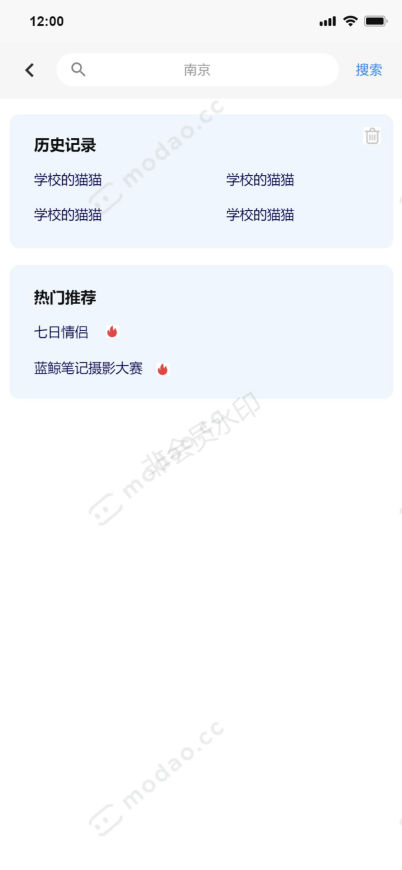 12:00
南京
搜索
历史记录
学校的猫猫 学校的猫猫
学校的猫猫 学校的猫猫
热门推荐
七日情侣
蓝鲸笔记摄影大赛
modao.cc
modao.cc
非会员水印
modao.cc